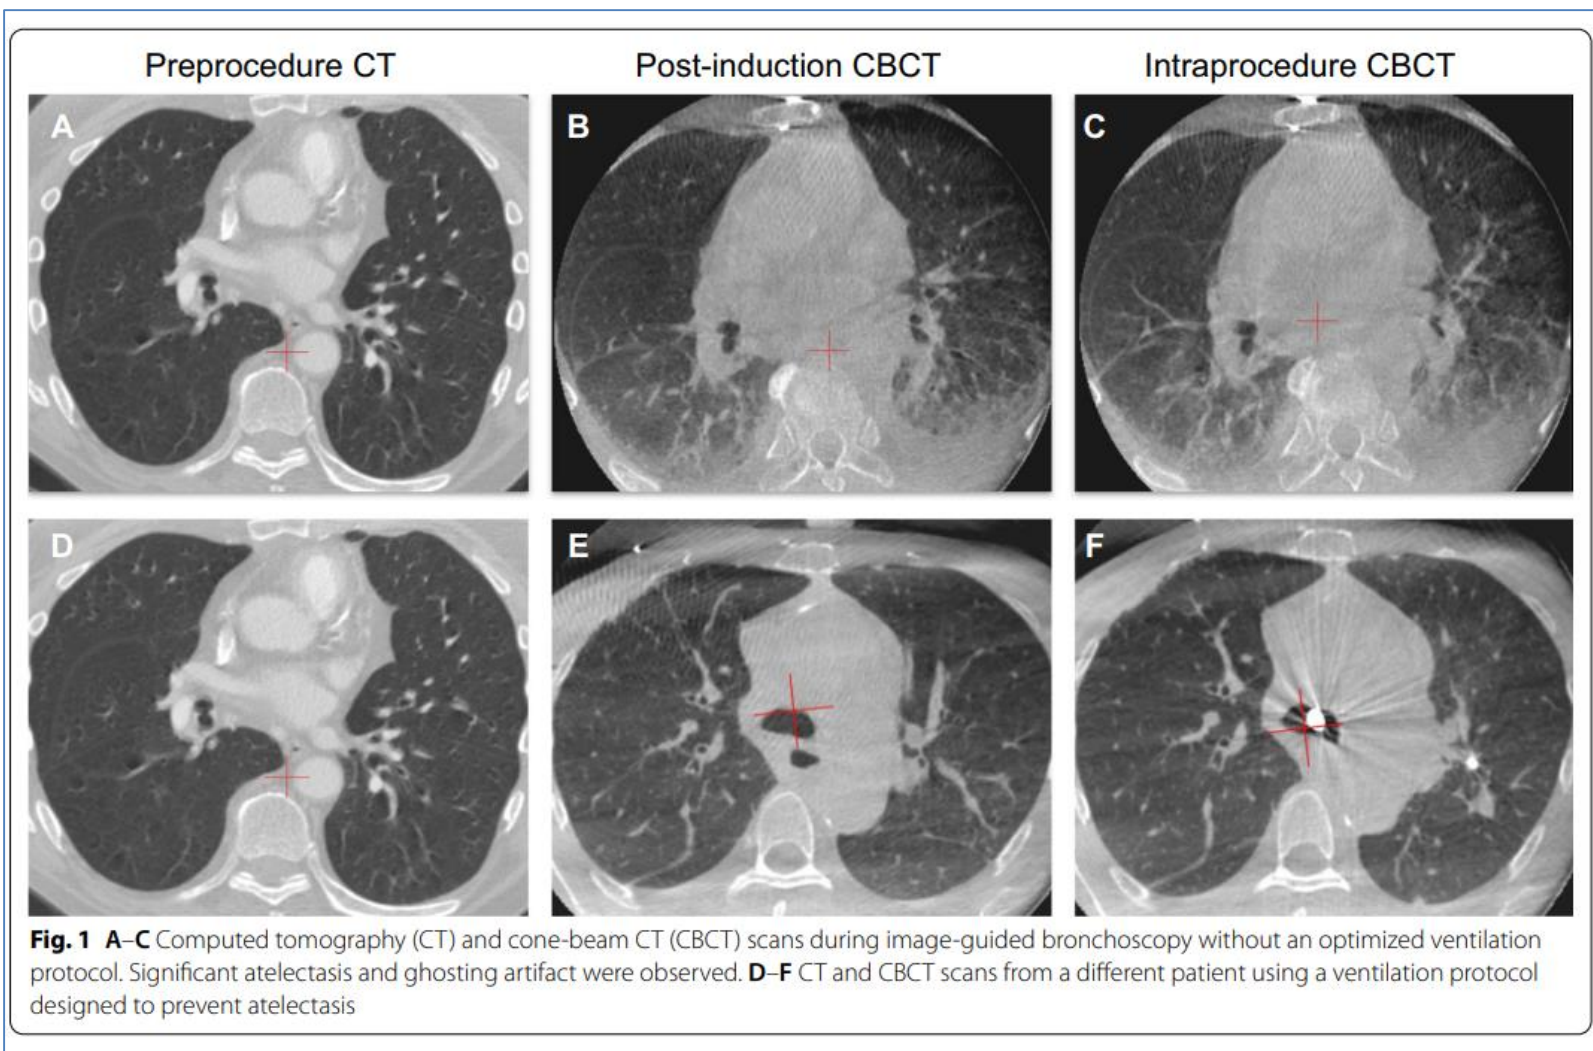 Preprocedure CT
Post-induction CBCT
Intraprocedure CBCT
A
B
C
D
E
F
Fig. 1 A–C Computed tomography (CT) and cone-beam CT (CBCT) scans during image-guided bronchoscopy without an optimized ventilation
protocol. Significant atelectasis and ghosting artifact were observed. D–F CT and CBCT scans from a different patient using a ventilation protocol
designed to prevent atelectasis